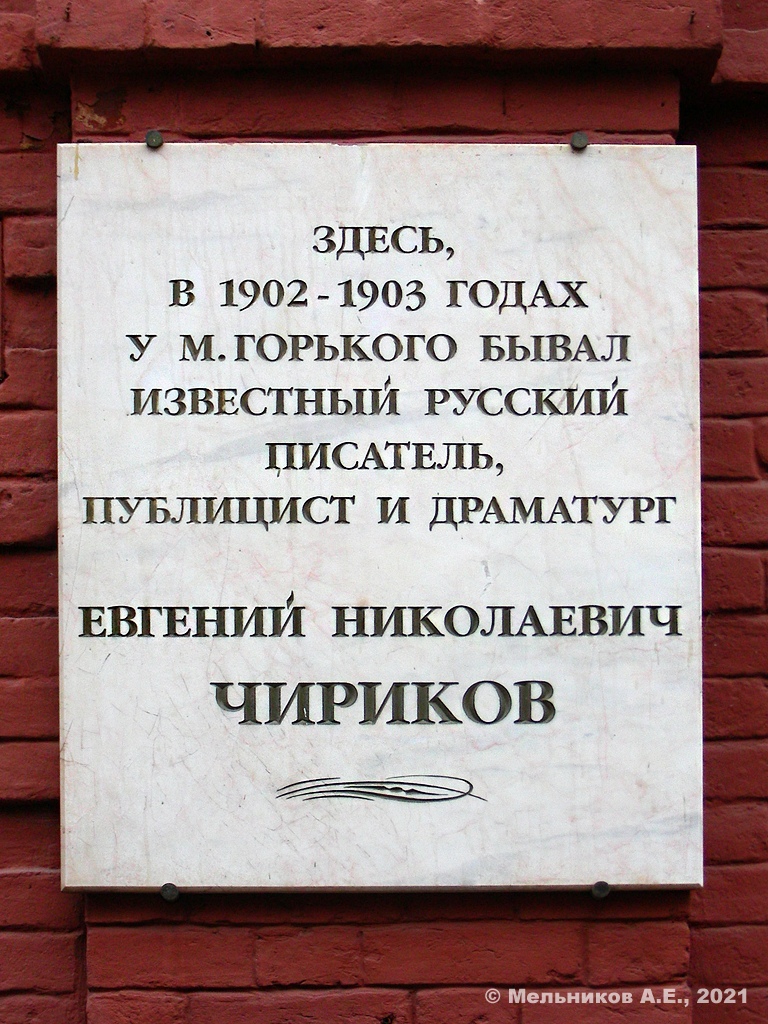 ЗДЕСЬ,
В 1902-1903 ГОДАХ
У М.ГОРЬКОГО БЫВАЛ
ИЗВЕСТНЫЙ РУССКИЙ
ПИСАТЕЛЬ,
ПУБЛИЦИСТ И ДРАМАТУРГ
ЕВГЕНИЙ НИКОЛАЕВИЧ
ЧИРИКОВ
© Мельников А.Е., 2021